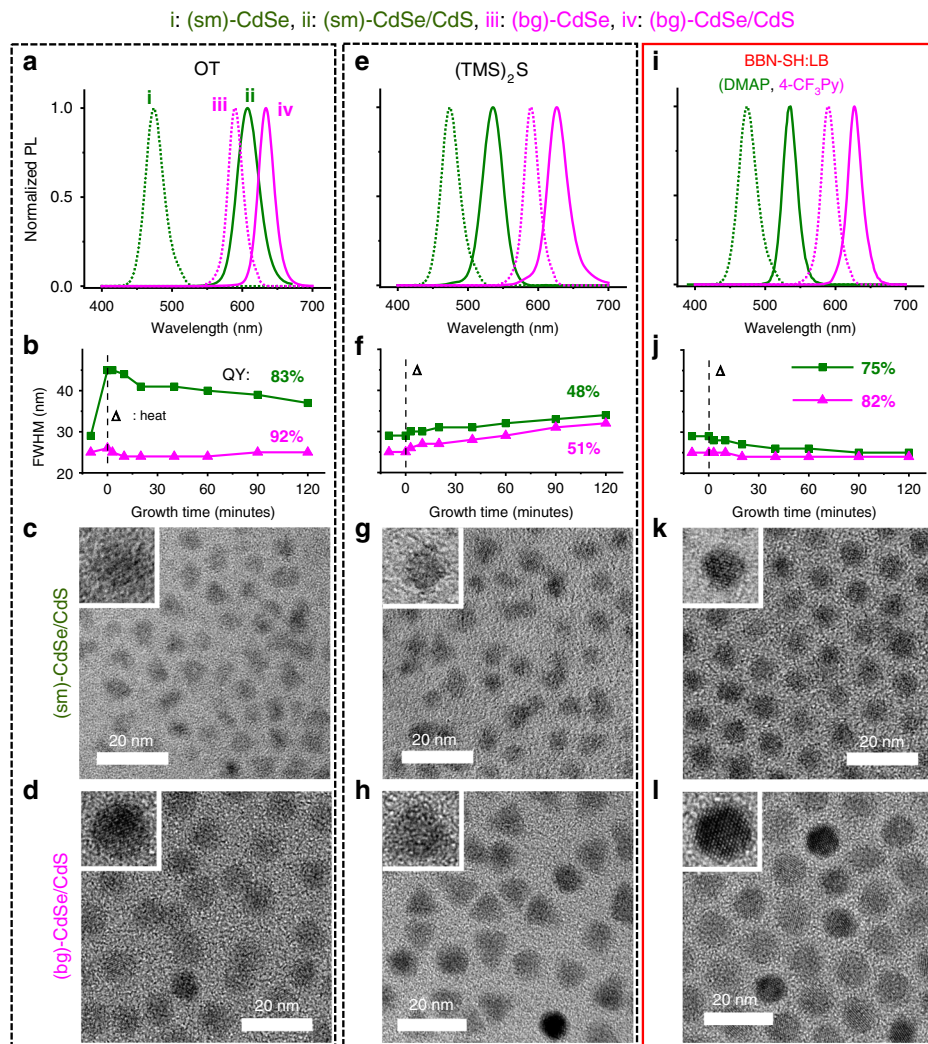 i: (sm)-CdSe, ii: (sm)-CdSe/CdS, iii: (bg)-CdSe, iv: (bg)-CdSe/CdS
a
OT
i
iii
ii
iv
1.0
0.5
0.0
Normalized PL
400 500 600 700
Wavelength (nm)
b
QY: 83%
Δ : heat
92%
40
30
20
FWHM (nm)
0 30 60 90 120
Growth time (minutes)
c
20 nm
(sm)-CdSe/CdS
d
20 nm
(bg)-CdSe/CdS
e
(TMS)₂S
400 500 600 700
Wavelength (nm)
f
Δ
48%
51%
0 30 60 90 120
Growth time (minutes)
g
20 nm
h
20 nm
i
BBN-SH:LB
(DMAP, 4-CF₃Py)
400 500 600 700
Wavelength (nm)
j
Δ
75%
82%
0 30 60 90 120
Growth time (minutes)
k
20 nm
l
20 nm